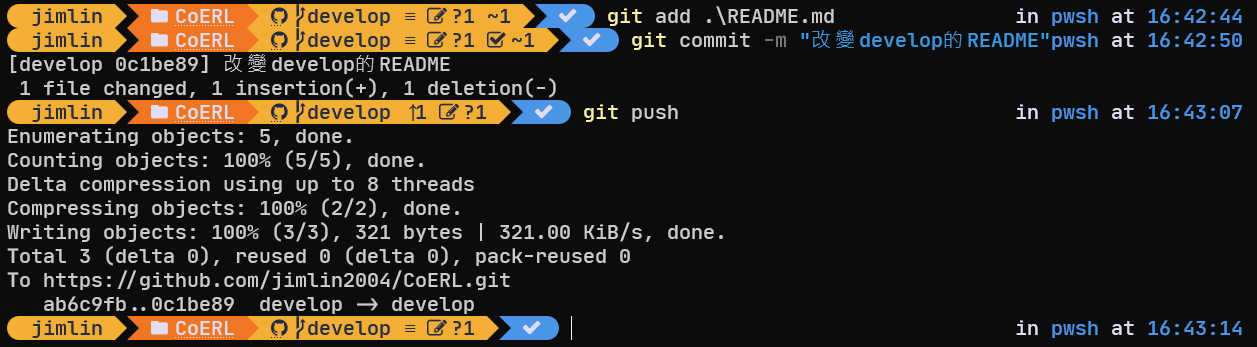 jimlin CoERL develop ≡ ?1 ~1 git add .\README.md in pwsh at 16:42:44
jimlin CoERL develop ≡ ?1 ~1 git commit -m "改變develop的README"pwsh at 16:42:50
[develop 0c1be89] 改變develop的README
1 file changed, 1 insertion(+), 1 deletion(-)
jimlin CoERL develop ↑1 ?1 git push in pwsh at 16:43:07
Enumerating objects: 5, done.
Counting objects: 100% (5/5), done.
Delta compression using up to 8 threads
Compressing objects: 100% (2/2), done.
Writing objects: 100% (3/3), 321 bytes | 321.00 KiB/s, done.
Total 3 (delta 0), reused 0 (delta 0), pack-reused 0
To https://github.com/jimlin2004/CoERL.git
ab6c9fb..0c1be89 develop -> develop
jimlin CoERL develop ≡ ?1 in pwsh at 16:43:14